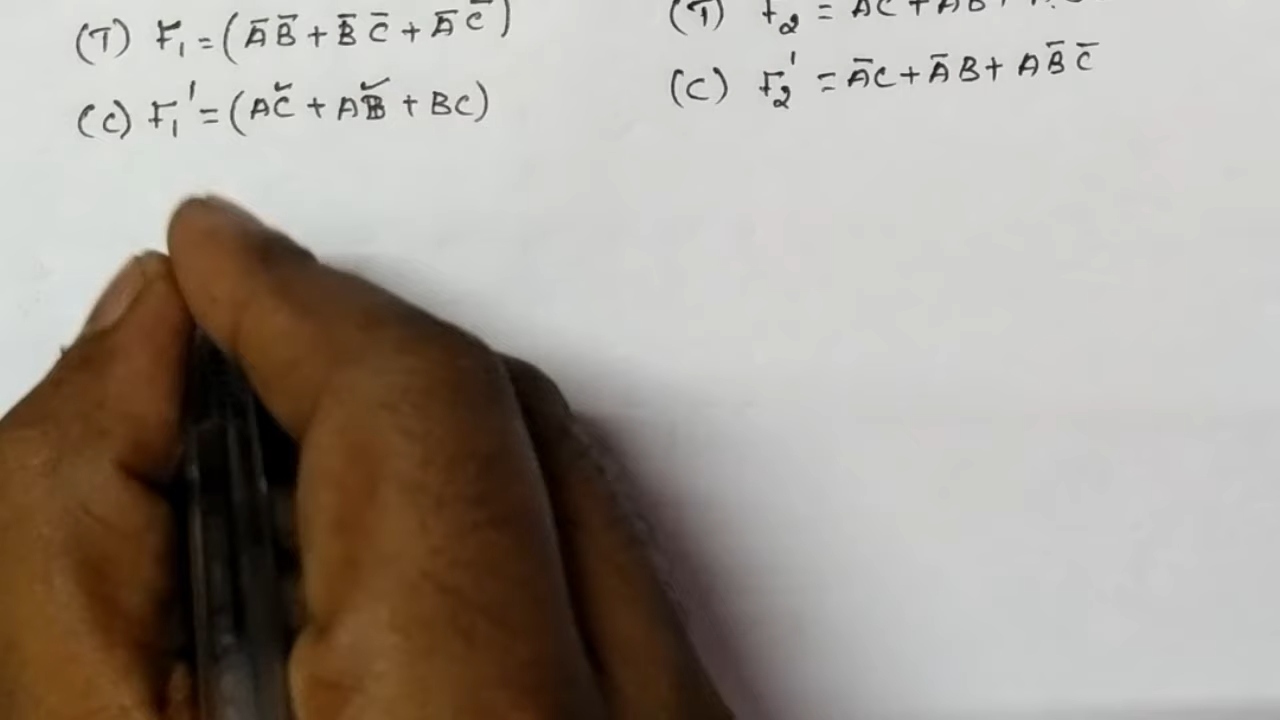 (T) F₁ = (A̅ B̅ + B̅ C̅ + A̅ C̅)
(C) F₁' = (AC + AB + BC)
(T) F₂ = AC + AB +
(C) F₂' = A̅C + A̅B + AB̅ C̅